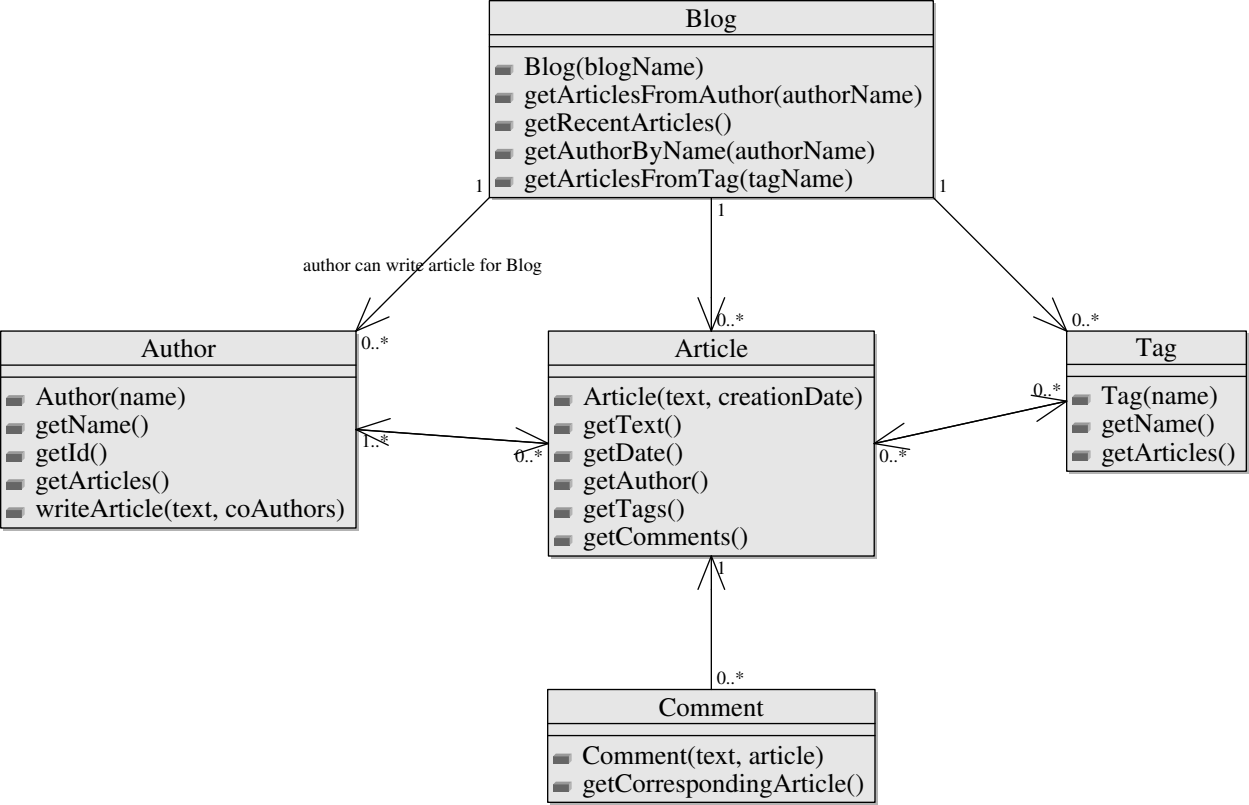 Blog
Blog(blogName)
getArticlesFromAuthor(authorName)
getRecentArticles()
getAuthorByName(authorName)
getArticlesFromTag(tagName)
1
1
1
author can write article for Blog
0..*
0..*
0..*
Author
Author(name)
getName()
getId()
getArticles()
writeArticle(text, coAuthors)
1..*
0..*
Article
Article(text, creationDate)
getText()
getDate()
getAuthor()
getTags()
getComments()
0..*
0..*
Tag
Tag(name)
getName()
getArticles()
1
0..*
Comment
Comment(text, article)
getCorrespondingArticle()